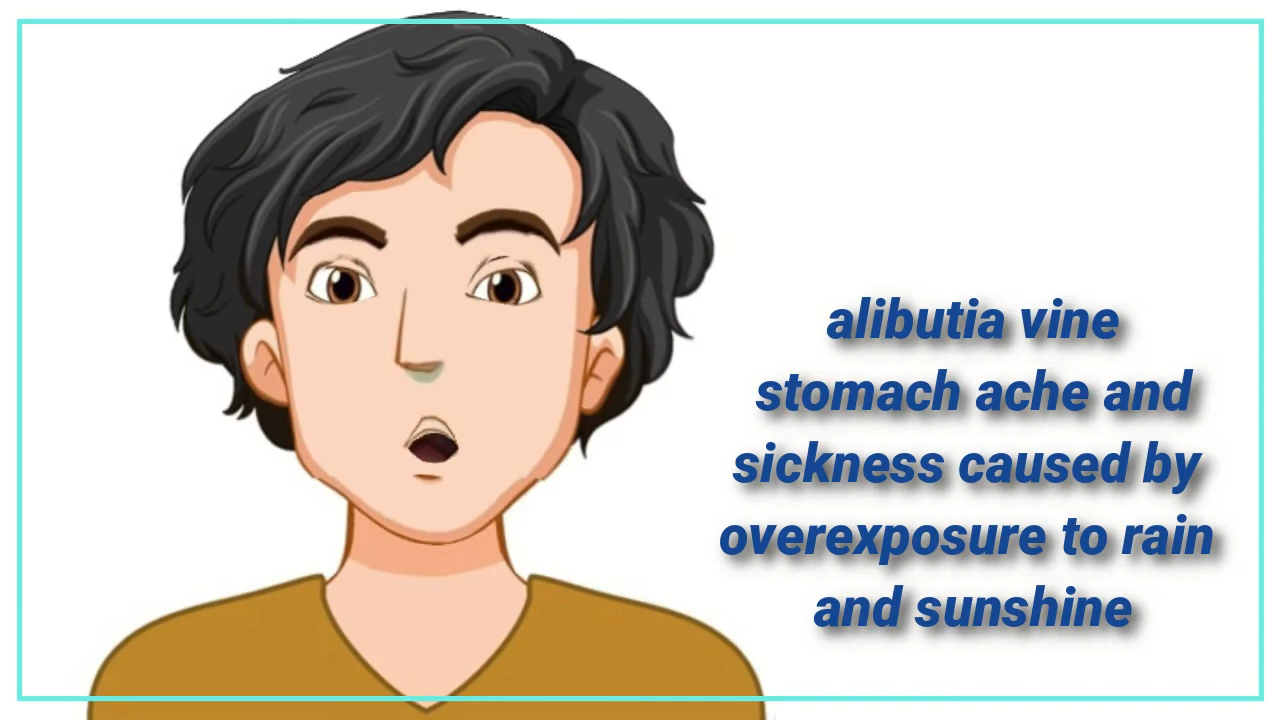 alibutia vine
stomach ache and
sickness caused by
overexposure to rain
and sunshine